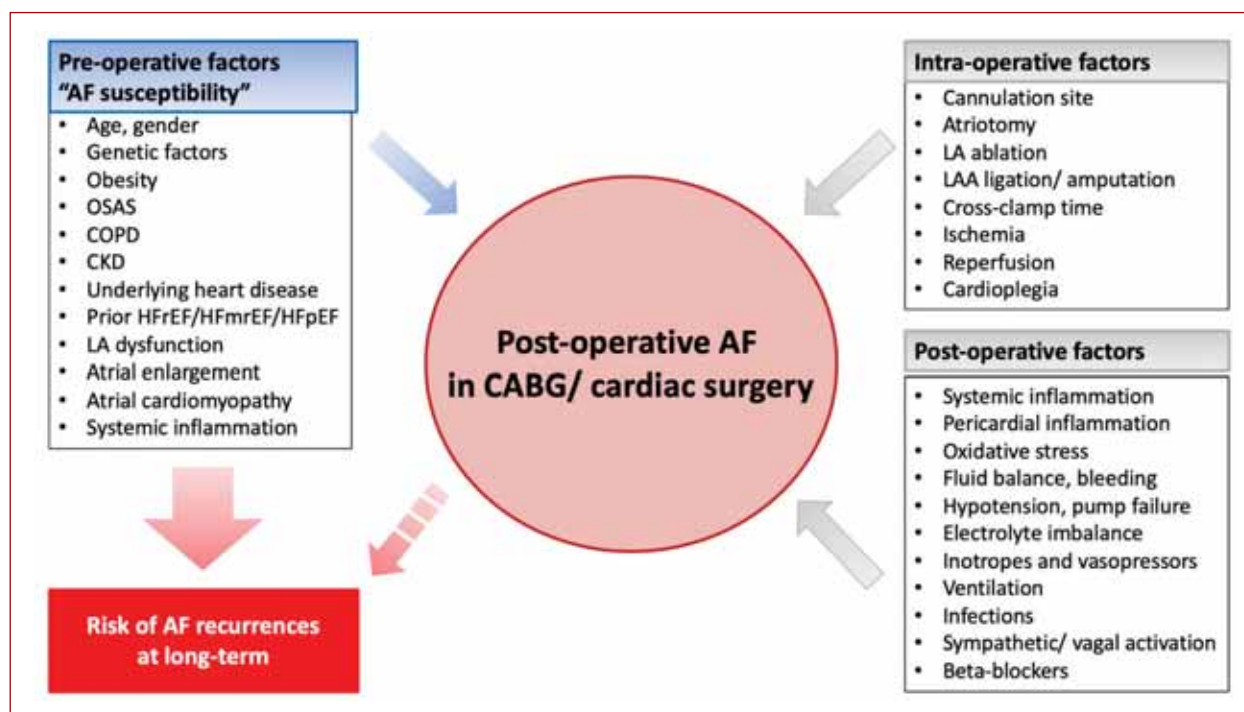 Pre-operative factors
“AF susceptibility”
• Age, gender
• Genetic factors
• Obesity
• OSAS
• COPD
• CKD
• Underlying heart disease
• Prior HFrEF/HFmrEF/HFpEF
• LA dysfunction
• Atrial enlargement
• Atrial cardiomyopathy
• Systemic inflammation
Risk of AF recurrences
at long-term
Post-operative AF
in CABG/ cardiac surgery
Intra-operative factors
• Cannulation site
• Atriotomy
• LA ablation
• LAA ligation/ amputation
• Cross-clamp time
• Ischemia
• Reperfusion
• Cardioplegia
Post-operative factors
• Systemic inflammation
• Pericardial inflammation
• Oxidative stress
• Fluid balance, bleeding
• Hypotension, pump failure
• Electrolyte imbalance
• Inotropes and vasopressors
• Ventilation
• Infections
• Sympathetic/ vagal activation
• Beta-blockers